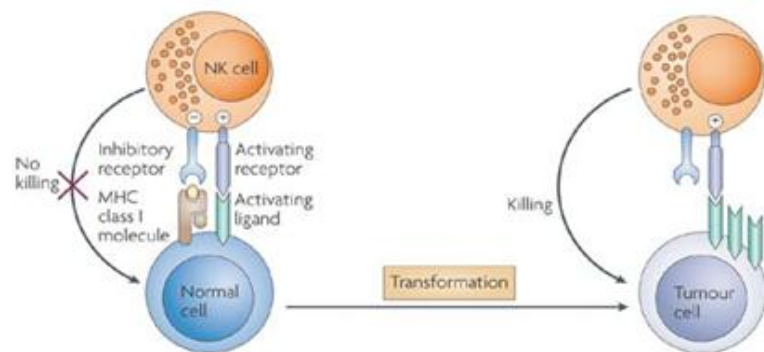 NK cell
−
+
No
killing
Inhibitory
receptor
Activating
receptor
MHC
class I
molecule
Activating
ligand
Normal
cell
Transformation
+
Killing
Tumour
cell